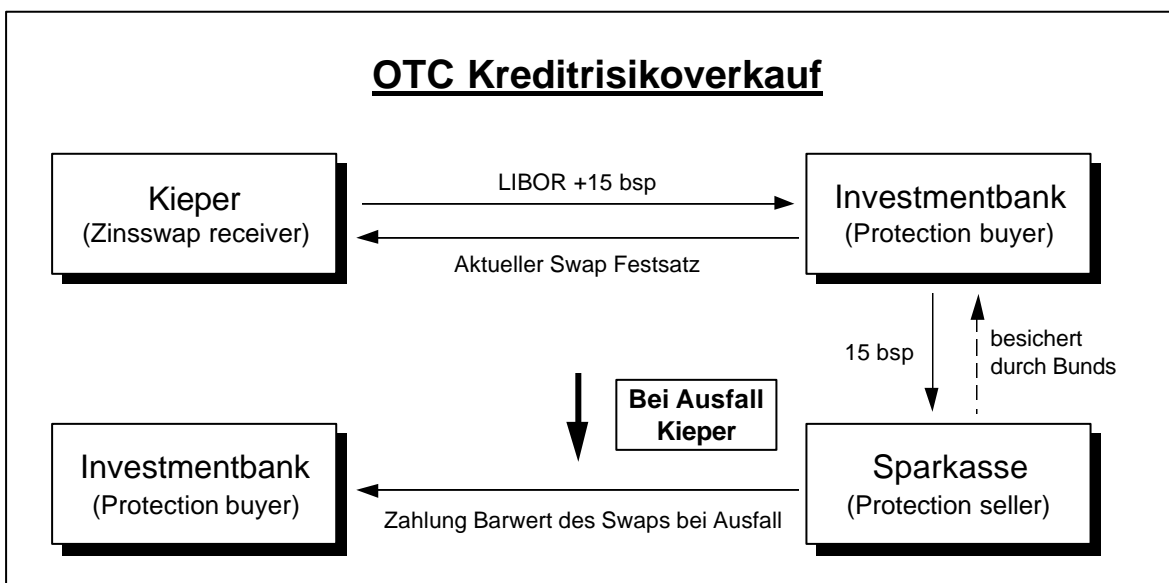 OTC Kreditrisikoverkauf
Kieper
(Zinsswap receiver)
LIBOR +15 bsp
Aktueller Swap Festsatz
Investmentbank
(Protection buyer)
15 bsp
besichert
durch Bunds
Bei Ausfall
Kieper
Investmentbank
(Protection buyer)
Zahlung Barwert des Swaps bei Ausfall
Sparkasse
(Protection seller)